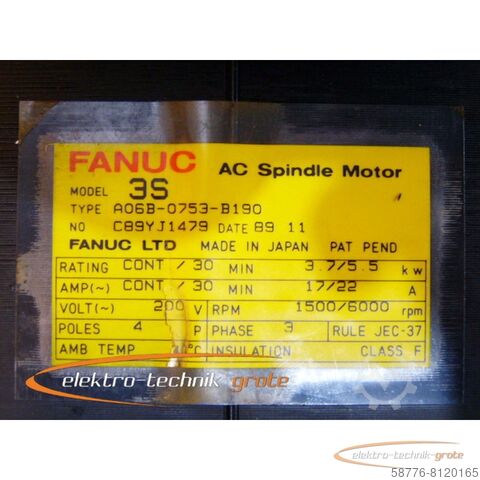 FANUC AC Spindle Motor
MODEL 3S
TYPE A06B-0753-B190
NO C89YJ1479 DATE 89 11
FANUC LTD MADE IN JAPAN PAT PEND
RATING CONT / 30 MIN 3.7/5.5 kw
AMP(~) CONT / 30 MIN 17/22 A
VOLT(~) 200 V RPM 1500/6000 rpm
POLES 4 P PHASE 3 RULE JEC-37
AMB TEMP 40°C INSULATION CLASS F
elektro-technik grote
elektro-technik-grote.de
58776-8120165